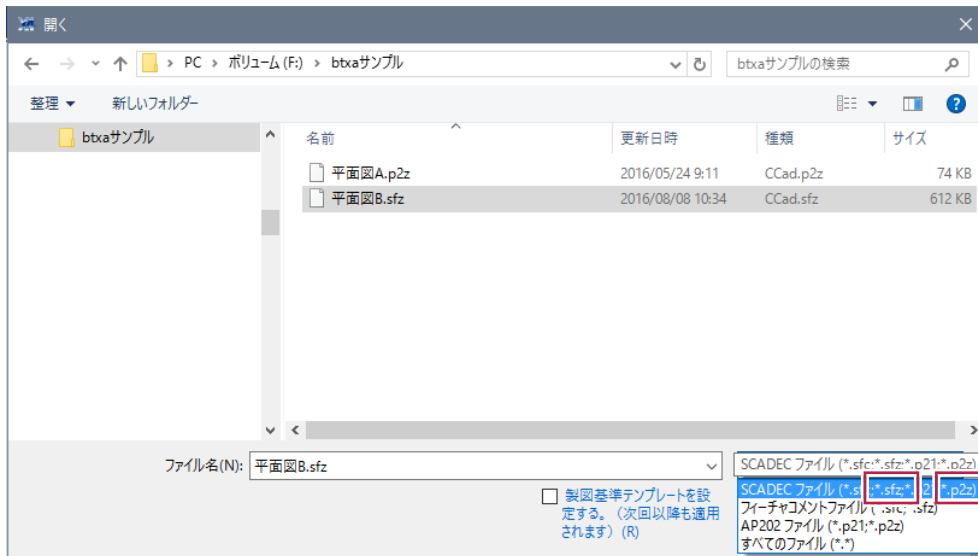 開く
PC › ボリューム (F:) › btxaサンプル
btxaサンプルの検索
整理
新しいフォルダー
btxaサンプル
名前 更新日時 種類 サイズ
平面図A.p2z 2016/05/24 9:11 CCad.p2z 74 KB
平面図B.sfz 2016/08/08 10:34 CCad.sfz 612 KB
ファイル名(N): 平面図B.sfz
SCADEC ファイル (*.sfc;*.sfz;*.p21;*.p2z)
製図基準テンプレートを設
定する。（次回以降も適用
されます）(R)
SCADEC ファイル (*.sfc;*.sfz;*.p21;*.p2z)
フィーチャコメントファイル (*.sfc;*.sfz)
AP202 ファイル (*.p21;*.p2z)
すべてのファイル (*.*)